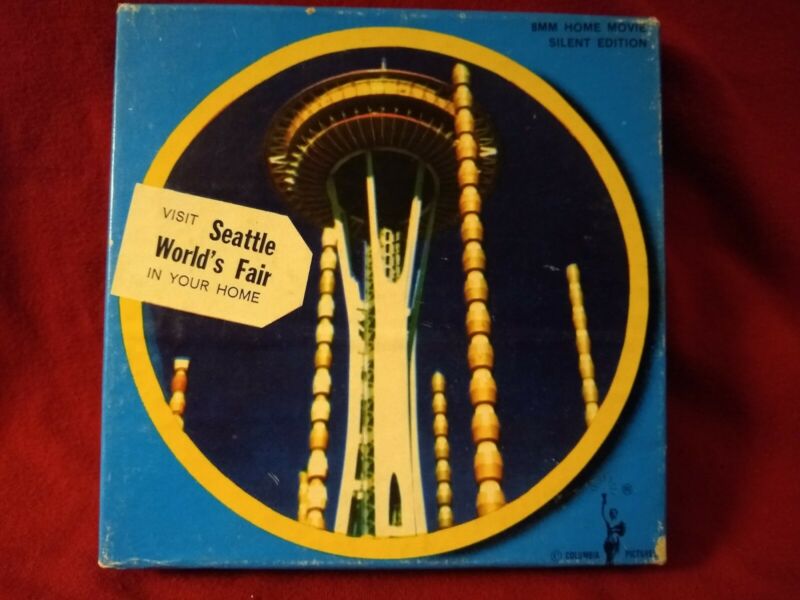 8MM HOME MOVIE
SILENT EDITION
VISIT Seattle
World's Fair
IN YOUR HOME
® 
© COLUMBIA PICTURES